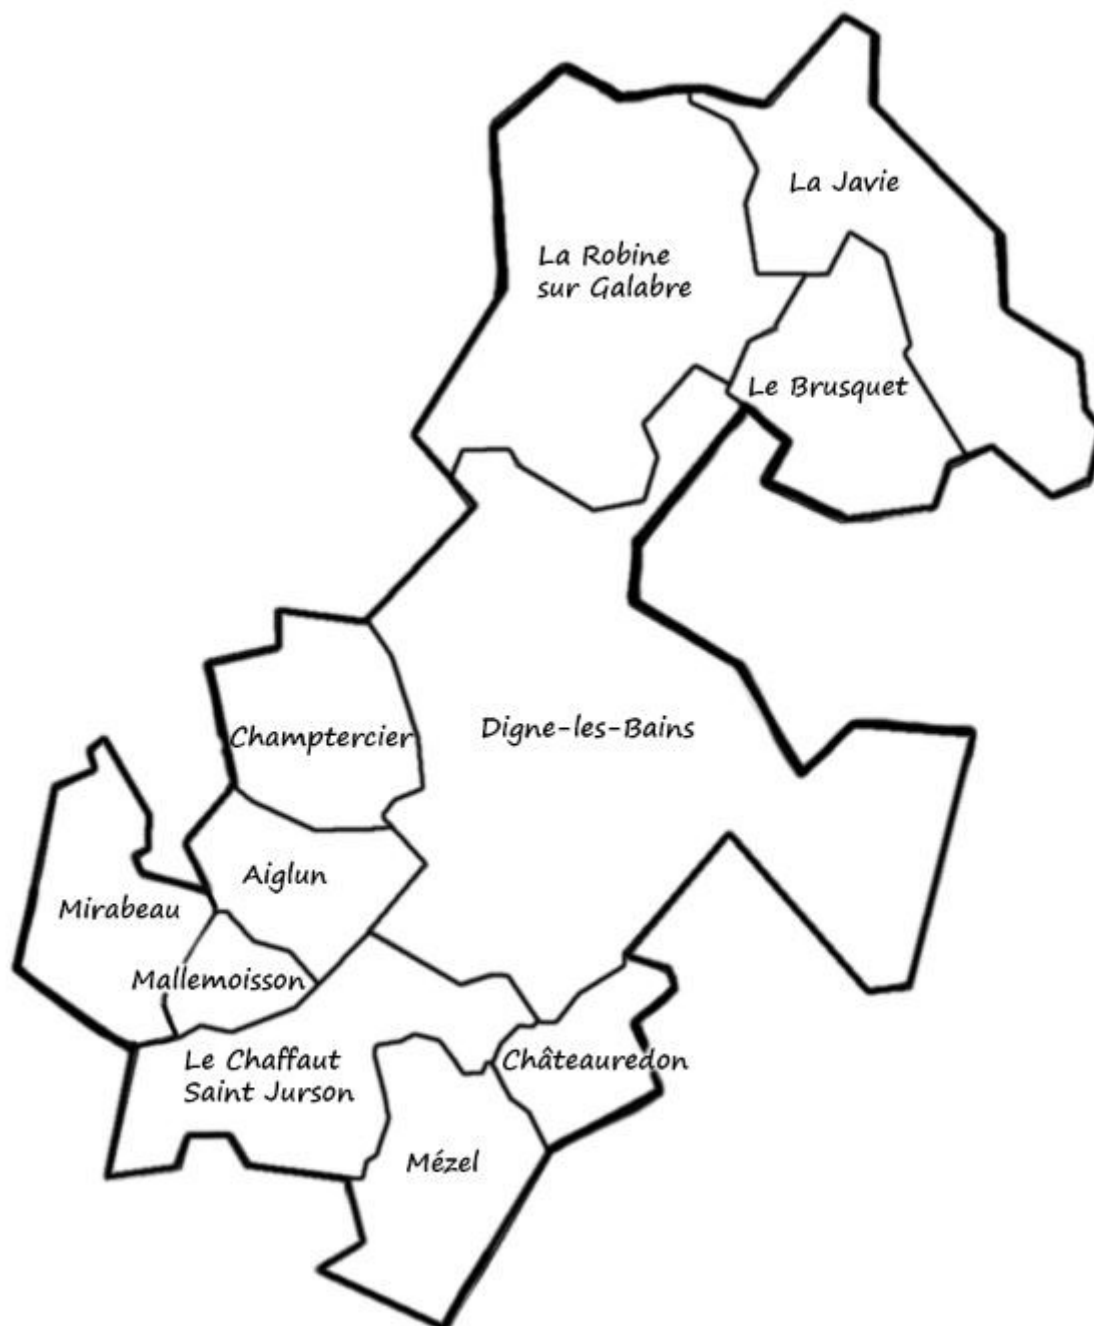 La Javie
La Robine
sur Galabre
Le Brusquet
Digne-les-Bains
Champtercier
Aiglun
Mirabeau
Mallemoisson
Le Chaffaut
Saint Jurson
Châteauredon
Mézel